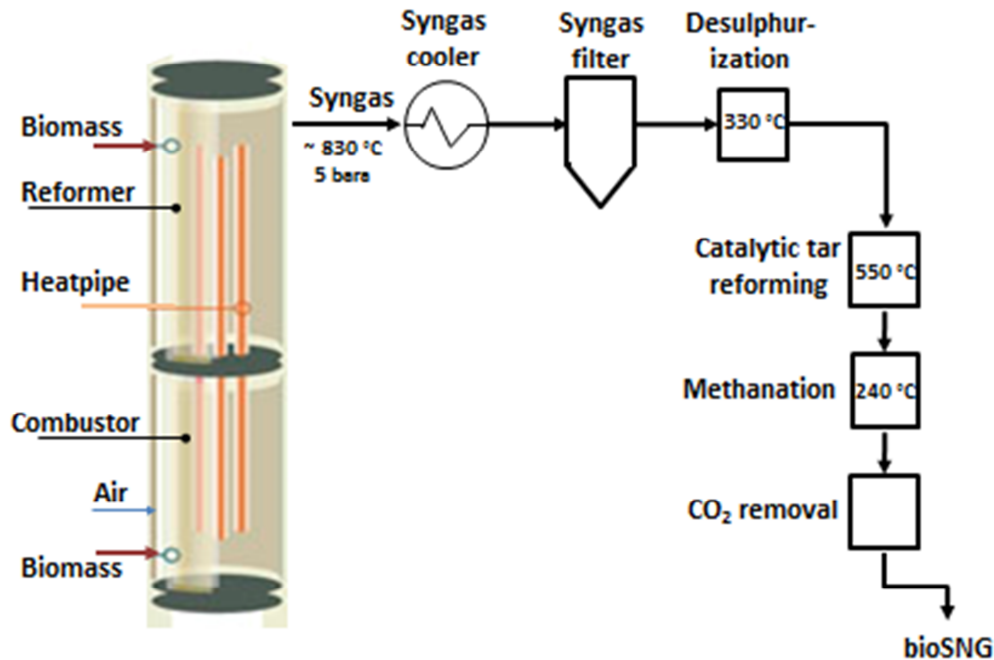 Biomass
Reformer
Heatpipe
Combustor
Air
Biomass
Syngas
~ 830 °C
5 bara
Syngas
cooler
Syngas
filter
Desulphur-
ization
330 °C
Catalytic tar
reforming
550 °C
Methanation
240 °C
CO₂ removal
bioSNG